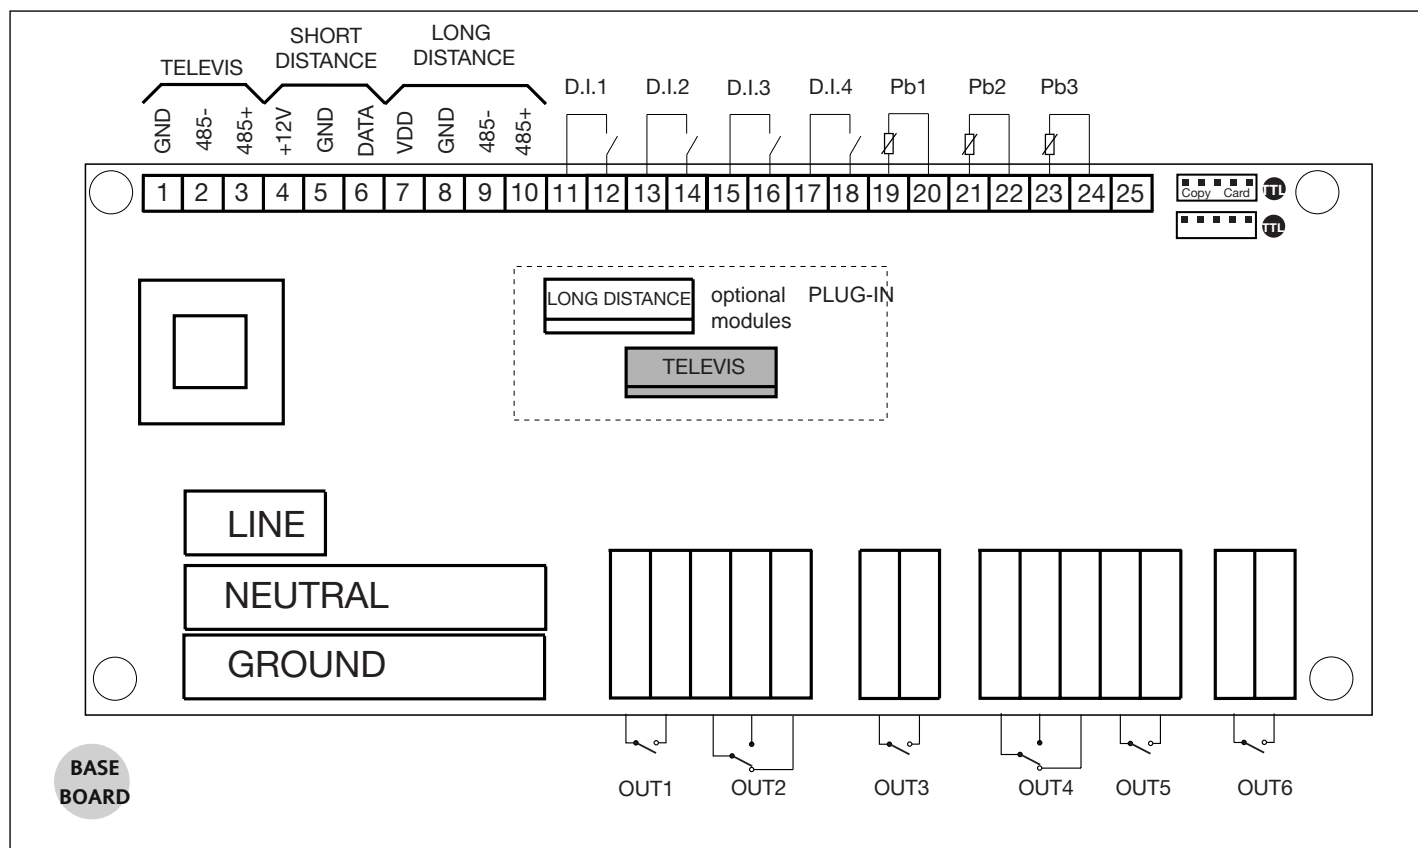 TELEVIS
SHORT
DISTANCE
LONG
DISTANCE
GND
485-
485+
+12V
GND
DATA
VDD
GND
485-
485+
D.I.1
D.I.2
D.I.3
D.I.4
Pb1
Pb2
Pb3
1 2 3 4 5 6 7 8 9 10 11 12 13 14 15 16 17 18 19 20 21 22 23 24 25
Copy Card
TTL
TTL
LONG DISTANCE
optional PLUG-IN
modules
TELEVIS
LINE
NEUTRAL
GROUND
OUT1
OUT2
OUT3
OUT4
OUT5
OUT6
BASE
BOARD